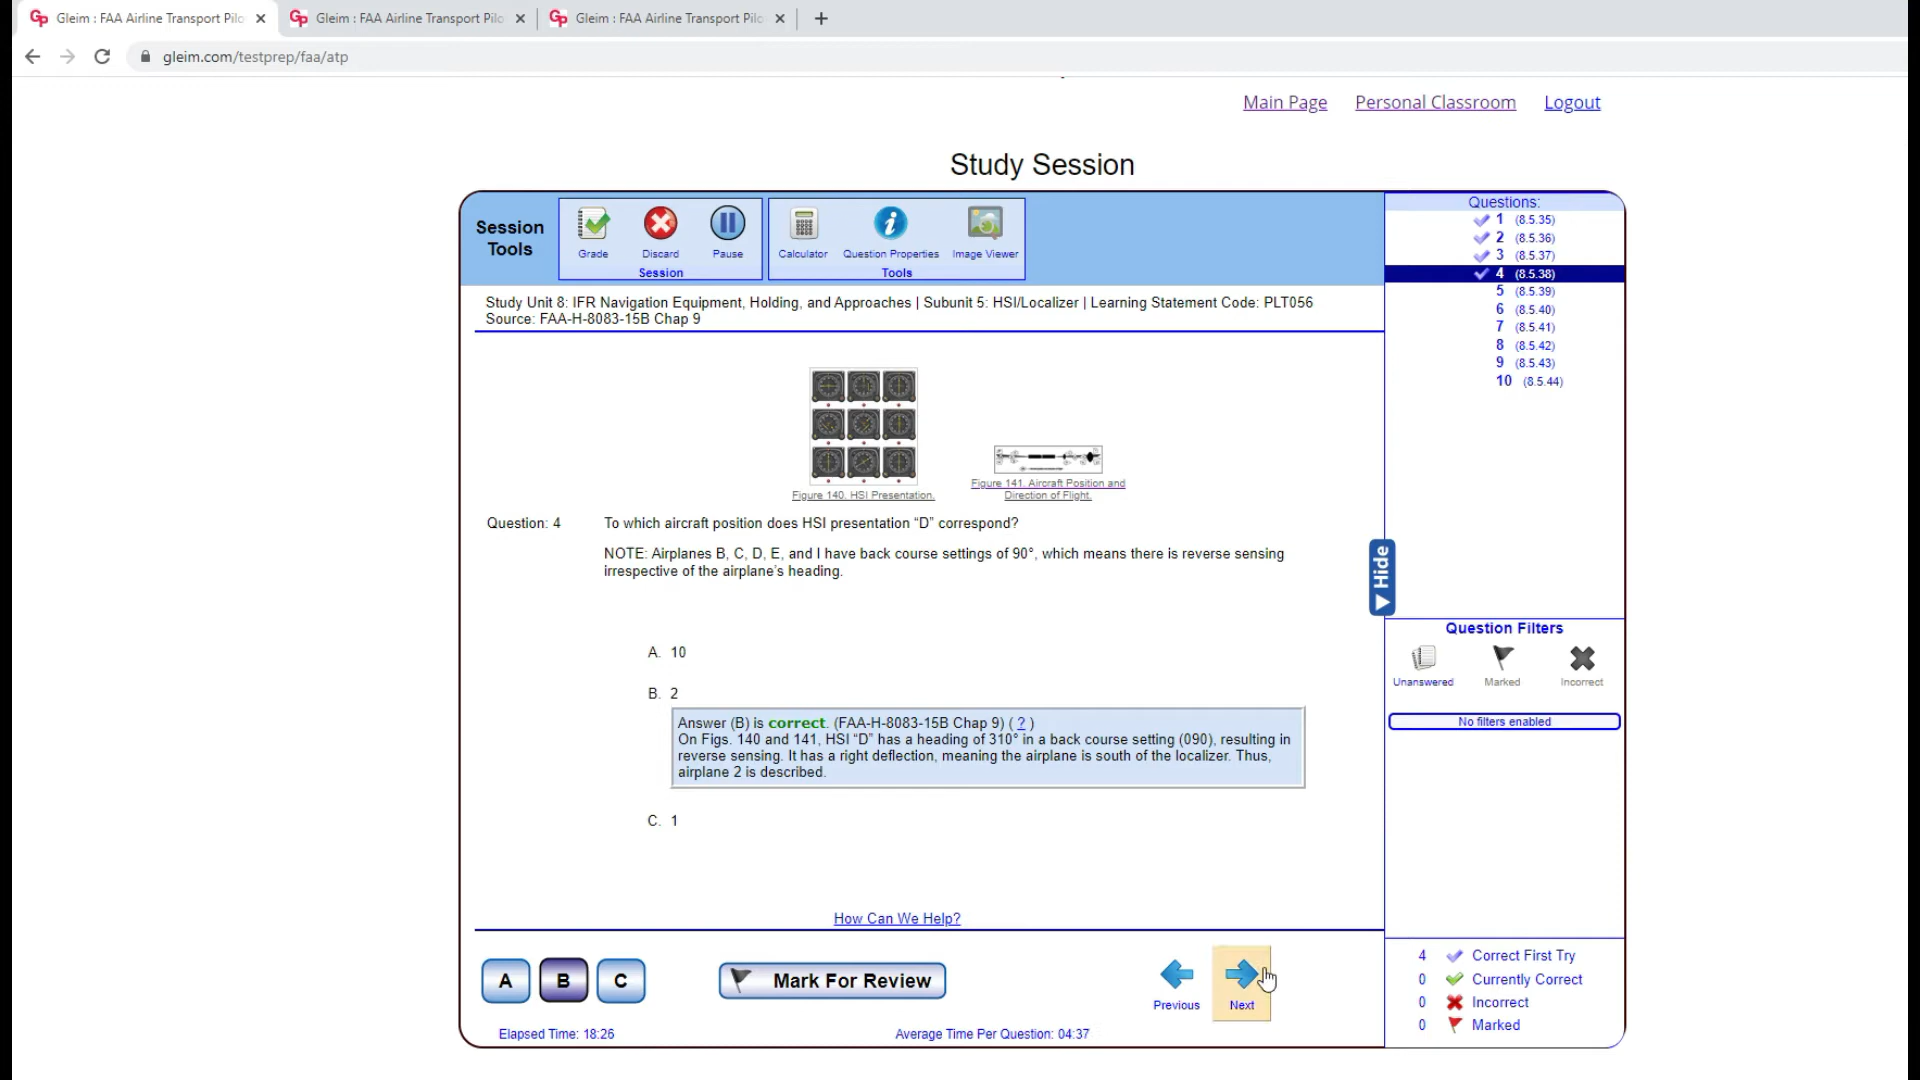 Gleim : FAA Airline Transport Pilo
Gleim : FAA Airline Transport Pilo
Gleim : FAA Airline Transport Pilo
gleim.com/testprep/faa/atp
Main Page
Personal Classroom
Logout
Study Session
Session
Tools
Grade
Discard
Pause
Session
Calculator
Question Properties
Image Viewer
Tools
Study Unit 8: IFR Navigation Equipment, Holding, and Approaches | Subunit 5: HSI/Localizer | Learning Statement Code: PLT056
Source: FAA-H-8083-15B Chap 9
Figure 140. HSI Presentation.
Figure 141. Aircraft Position and
Direction of Flight.
Question: 4
To which aircraft position does HSI presentation “D” correspond?
NOTE: Airplanes B, C, D, E, and I have back course settings of 90°, which means there is reverse sensing
irrespective of the airplane’s heading.
A. 10
B. 2
Answer (B) is correct. (FAA-H-8083-15B Chap 9) ( ? )
On Figs. 140 and 141, HSI “D” has a heading of 310° in a back course setting (090), resulting in
reverse sensing. It has a right deflection, meaning the airplane is south of the localizer. Thus,
airplane 2 is described.
C. 1
How Can We Help?
A
B
C
Mark For Review
Previous
Next
Elapsed Time: 18:26
Average Time Per Question: 04:37
Questions:
1 (8.5.35)
2 (8.5.36)
3 (8.5.37)
4 (8.5.38)
5 (8.5.39)
6 (8.5.40)
7 (8.5.41)
8 (8.5.42)
9 (8.5.43)
10 (8.5.44)
Hide
Question Filters
Unanswered
Marked
Incorrect
No filters enabled
4 Correct First Try
0 Currently Correct
0 Incorrect
0 Marked